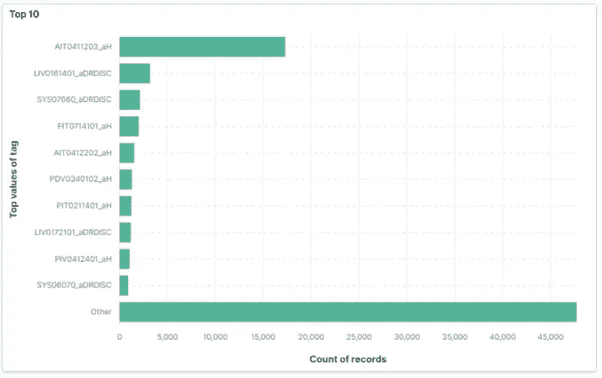 Top 10
Top values of tag
AIT0411203_aH
LIV0161401_aDRDISC
SYS07660_aDRDISC
FIT0714101_aH
AIT0412202_aH
PDV0340102_aH
PIT0211401_aH
LIV0172101_aDRDISC
PIV0412401_aH
SYS06070_aDRDISC
Other
0 5,000 10,000 15,000 20,000 25,000 30,000 35,000 40,000 45,000
Count of records